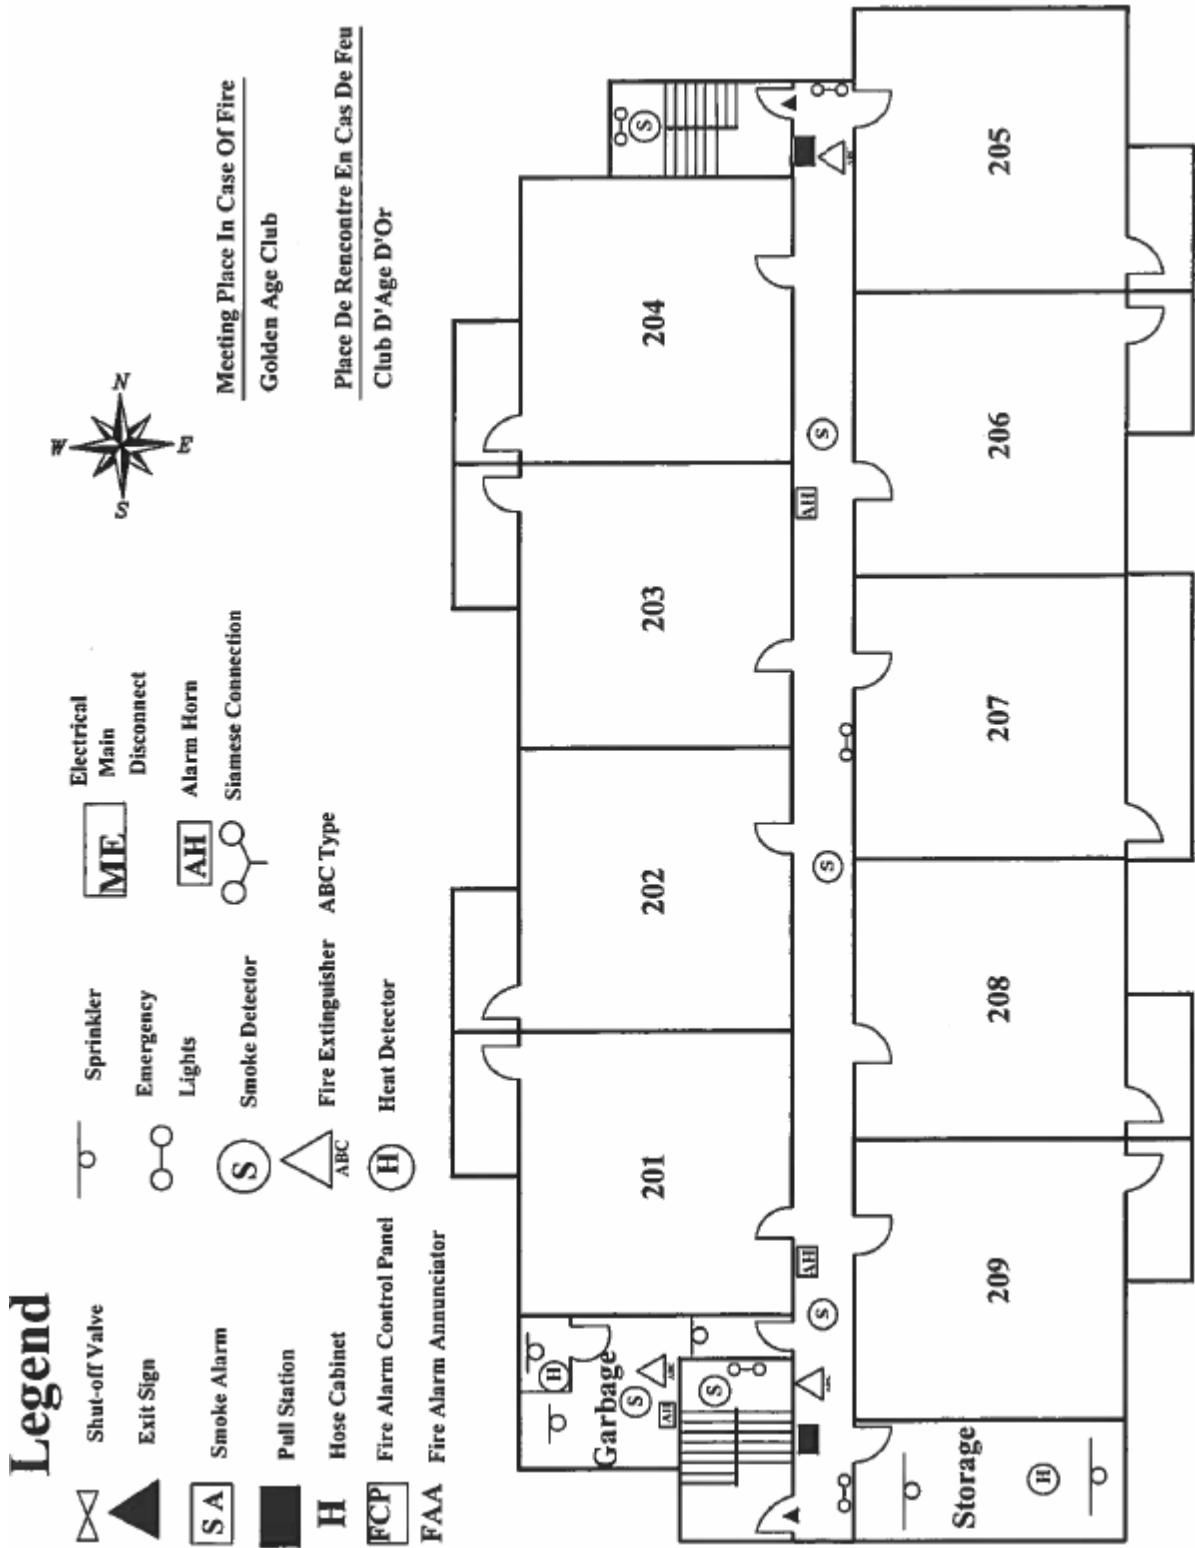 Legend
Shut-off Valve
Exit Sign
S A Smoke Alarm
Pull Station
H Hose Cabinet
FCP Fire Alarm Control Panel
FAA Fire Alarm Annunciator
Sprinkler
Emergency
Lights
S Smoke Detector
ABC Fire Extinguisher ABC Type
H Heat Detector
ME Electrical
Main
Disconnect
AH Alarm Horn
Siamese Connection
W N E S
Meeting Place In Case Of Fire
Golden Age Club
Place De Rencontre En Cas De Feu
Club D'Age D'Or
H
Garbage
S
ABC
AH
S
201
202
203
204
S
ABC
AH
S
ABC
S
AH
S
Storage
H
209
208
207
206
205